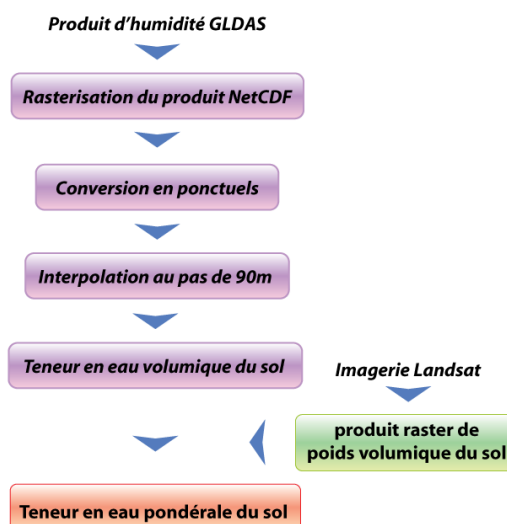 Produit d’humidité GLDAS
Rasterisation du produit NetCDF
Conversion en ponctuels
Interpolation au pas de 90m
Teneur en eau volumique du sol
Imagerie Landsat
produit raster de
poids volumique du sol
Teneur en eau pondérale du sol